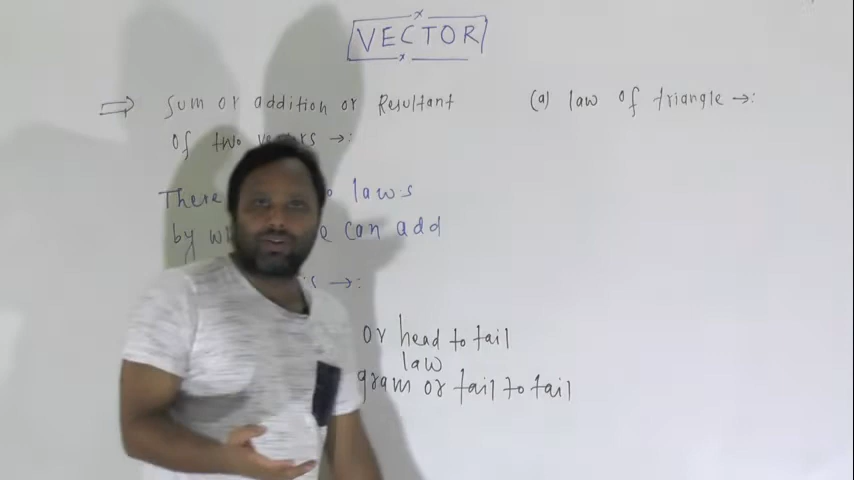 VECTOR
⇒ Sum or addition or Resultant
of two vectors →:
There laws
by can add
→:
or head to tail
law
gram or tail to tail
(a) law of triangle →: